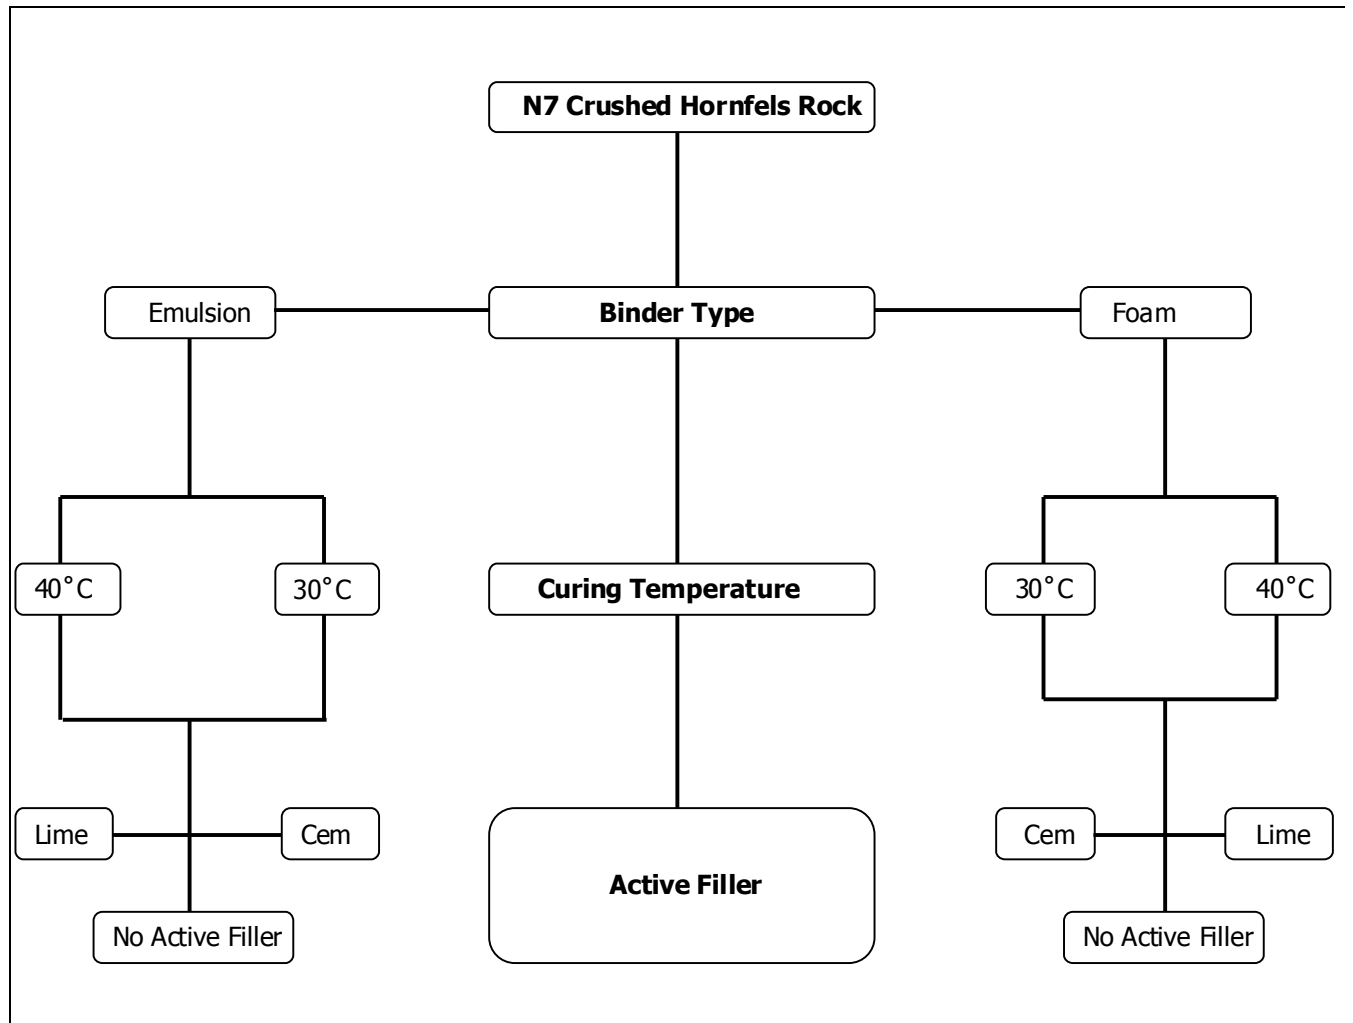 N7 Crushed Hornfels Rock
Emulsion
Binder Type
Foam
40°C
30°C
Curing Temperature
30°C
40°C
Lime
Cem
Active Filler
Cem
Lime
No Active Filler
No Active Filler